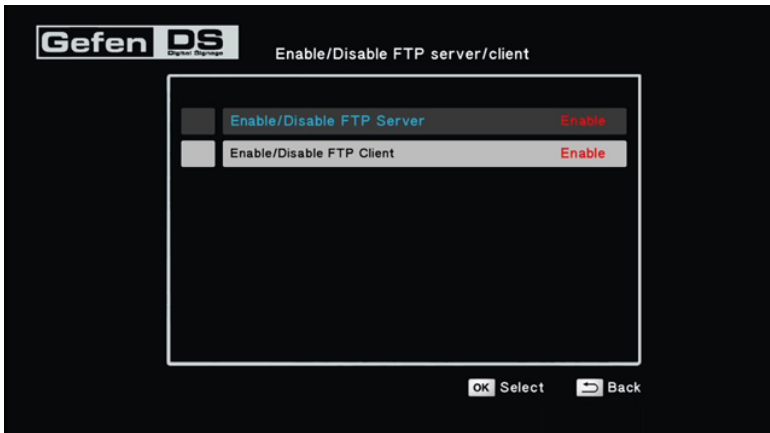 Gefen DS
Digital Signage
Enable/Disable FTP server/client
Enable/Disable FTP Server Enable
Enable/Disable FTP Client Enable
OK Select Back